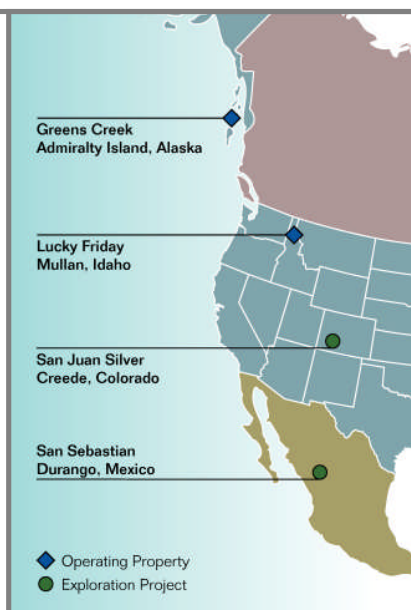 Greens Creek
Admiralty Island, Alaska
Lucky Friday
Mullan, Idaho
San Juan Silver
Creede, Colorado
San Sebastian
Durango, Mexico
Operating Property
Exploration Project